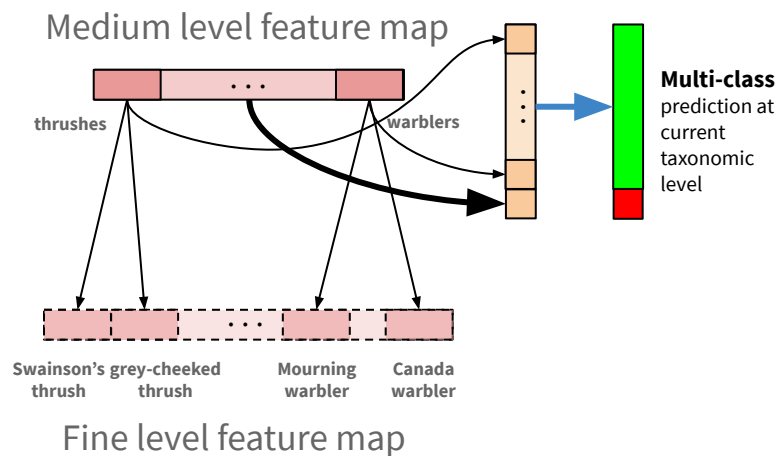 Medium level feature map
. . .
thrushes
warblers
. . .
Multi-class
prediction at
current
taxonomic
level
. . .
Swainson's grey-cheeked Mourning Canada
thrush thrush warbler warbler
Fine level feature map